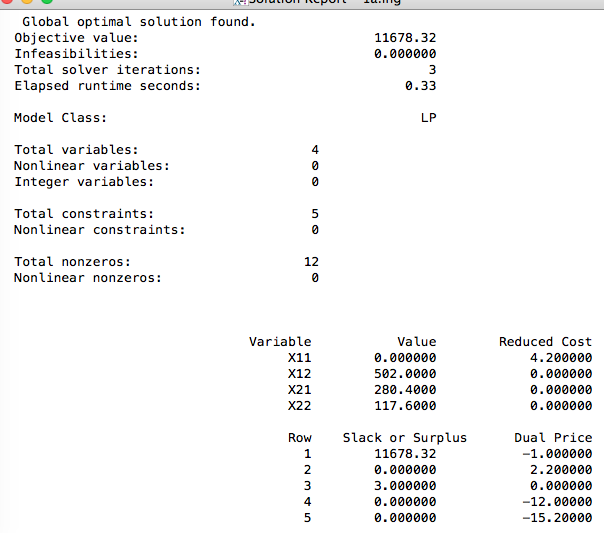 Solution Report - 1a.lng
Global optimal solution found.
Objective value: 11678.32
Infeasibilities: 0.000000
Total solver iterations: 3
Elapsed runtime seconds: 0.33
Model Class: LP
Total variables: 4
Nonlinear variables: 0
Integer variables: 0
Total constraints: 5
Nonlinear constraints: 0
Total nonzeros: 12
Nonlinear nonzeros: 0
Variable Value Reduced Cost
X11 0.000000 4.200000
X12 502.0000 0.000000
X21 280.4000 0.000000
X22 117.6000 0.000000
Row Slack or Surplus Dual Price
1 11678.32 -1.000000
2 0.000000 2.200000
3 3.000000 0.000000
4 0.000000 -12.00000
5 0.000000 -15.20000